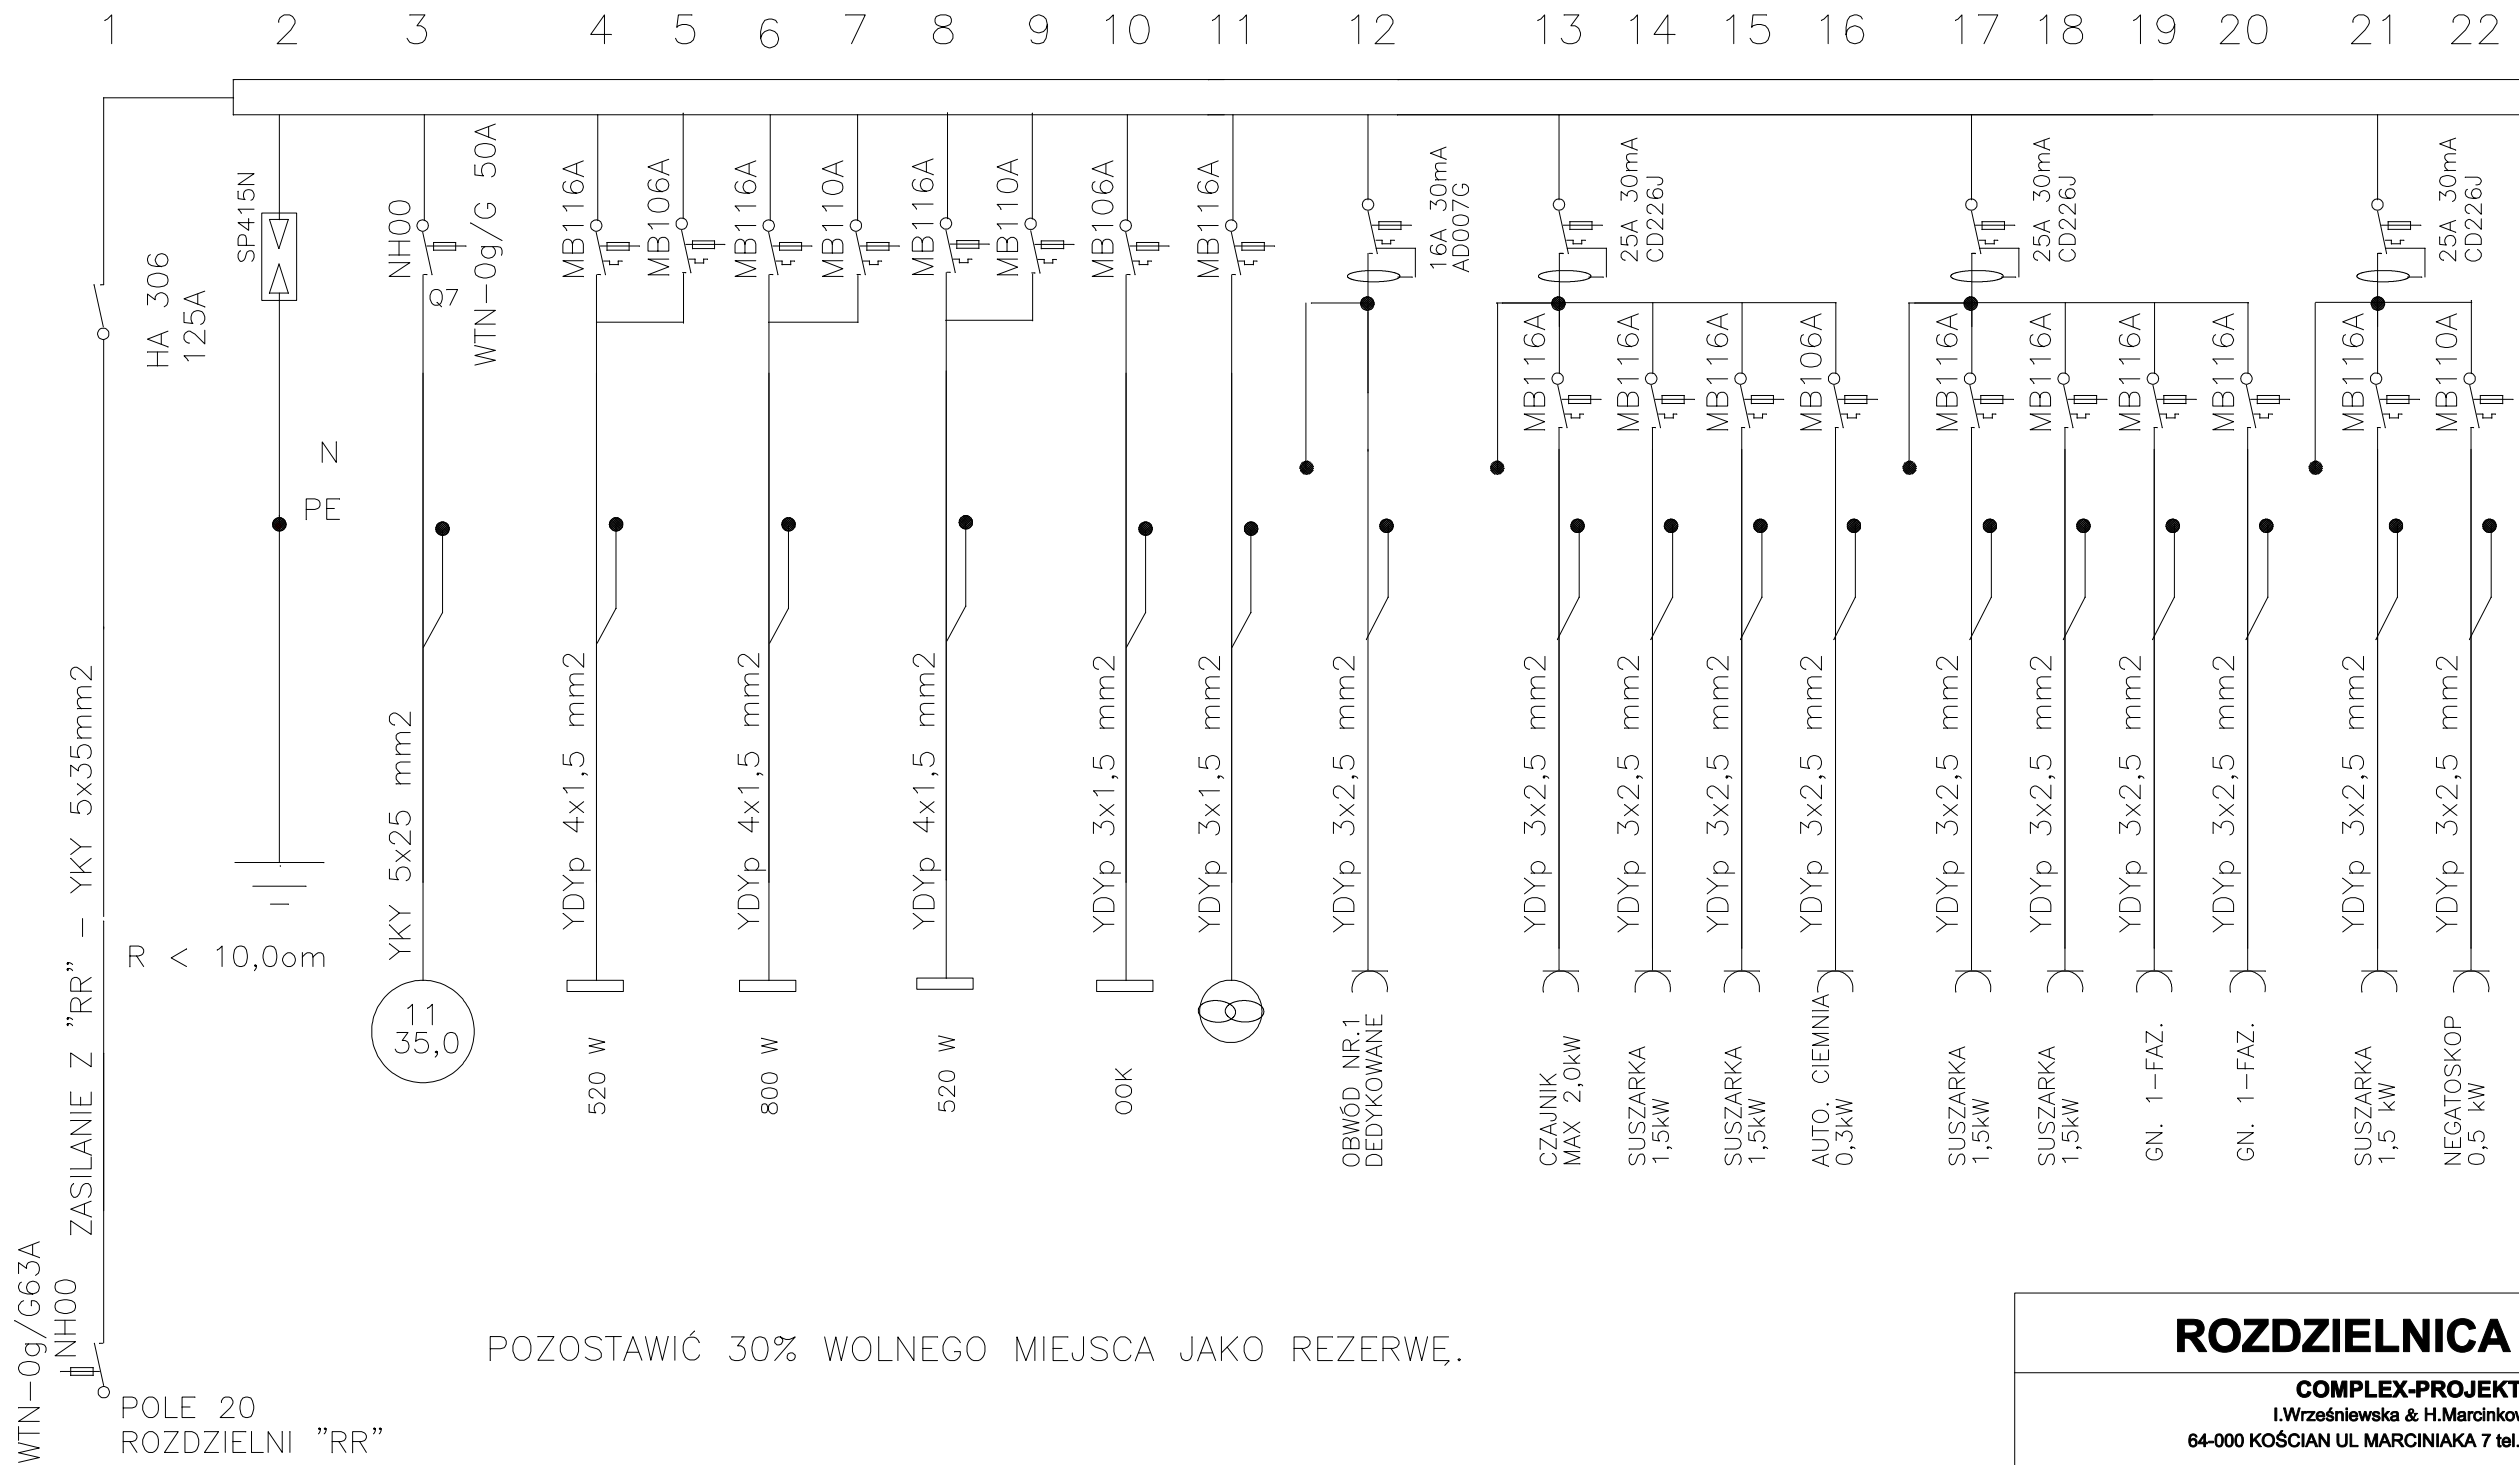 1 2 3 4 5 6 7 8 9 10 11 12 13 14 15 16 17 18 19 20 21 22
HA 306
125A
SP415N
N
PE
R < 10,0om
ZASILANIE Z ”RR” – YKY 5x35mm2
WTN–0g/G63A
NH00
POLE 20
ROZDZIELNI ”RR”
NH00
Q7
WTN–0g/G 50A
YKY 5x25 mm2
11
35,0
MB116A
MB106A
YDYp 4x1,5 mm2
520 W
MB116A
MB110A
YDYp 4x1,5 mm2
800 W
MB116A
MB110A
YDYp 4x1,5 mm2
520 W
MB106A
YDYp 3x1,5 mm2
OOK
MB116A
YDYp 3x1,5 mm2
16A 30mA
AD007G
YDYp 3x2,5 mm2
OBWÓD NR.1
DEDYKOWANE
25A 30mA
CD226J
MB116A
YDYp 3x2,5 mm2
CZAJNIK
MAX 2,0kW
MB116A
YDYp 3x2,5 mm2
SUSZARKA
1,5kW
MB116A
YDYp 3x2,5 mm2
SUSZARKA
1,5kW
MB106A
YDYp 3x2,5 mm2
AUTO. CIEMNIA
0,3kW
25A 30mA
CD226J
MB116A
YDYp 3x2,5 mm2
SUSZARKA
1,5kW
MB116A
YDYp 3x2,5 mm2
SUSZARKA
1,5kW
MB116A
YDYp 3x2,5 mm2
GN. 1–FAZ.
MB116A
YDYp 3x2,5 mm2
GN. 1–FAZ.
25A 30mA
CD226J
MB116A
YDYp 3x2,5 mm2
SUSZARKA
1,5 kW
MB110A
YDYp 3x2,5 mm2
NEGATOSKOP
0,5 kW
POZOSTAWIĆ 30% WOLNEGO MIEJSCA JAKO REZERWĘ.
ROZDZIELNICA
COMPLEX-PROJEKT
I.Wrześniewska & H.Marcinkow
64-000 KOŚCIAN UL MARCINIAKA 7 tel.